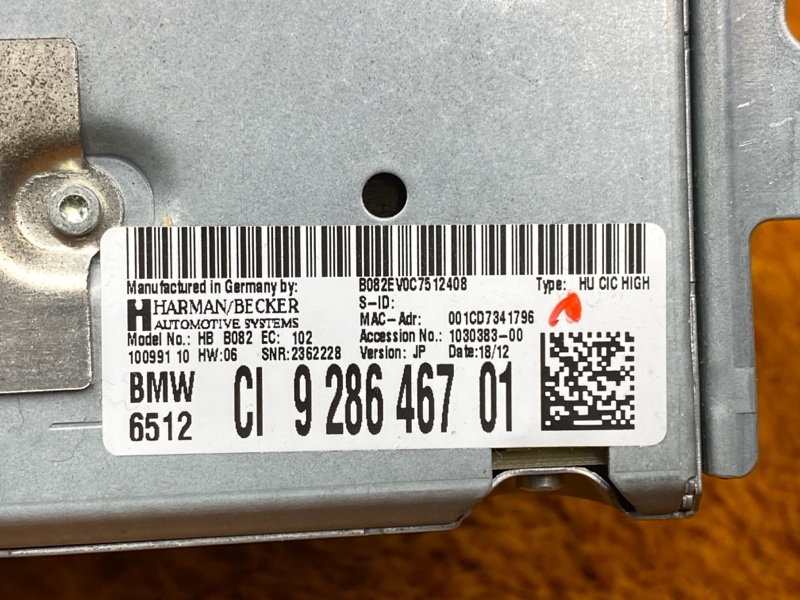 Manufactured in Germany by: B082EV0C7512408 Type: HU CIC HIGH
HARMAN/BECKER S-ID:
AUTOMOTIVE SYSTEMS MAC-Adr: 001CD7341796
Model No.: HB B082 EC: 102 Accession No.: 1030383-00
100991 10 HW:06 SNR:2362228 Version: JP Date:18/12
BMW CI 9 286 467 01
6512